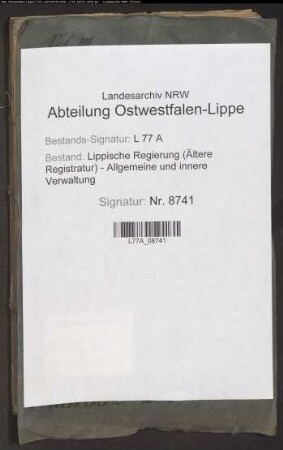 Landesarchiv NRW
Abteilung Ostwestfalen-Lippe
Bestands-Signatur: L 77 A
Bestand: Lippische Regierung (Ältere
Registratur) - Allgemeine und innere
Verwaltung
Signatur: Nr. 8741
L77A_08741